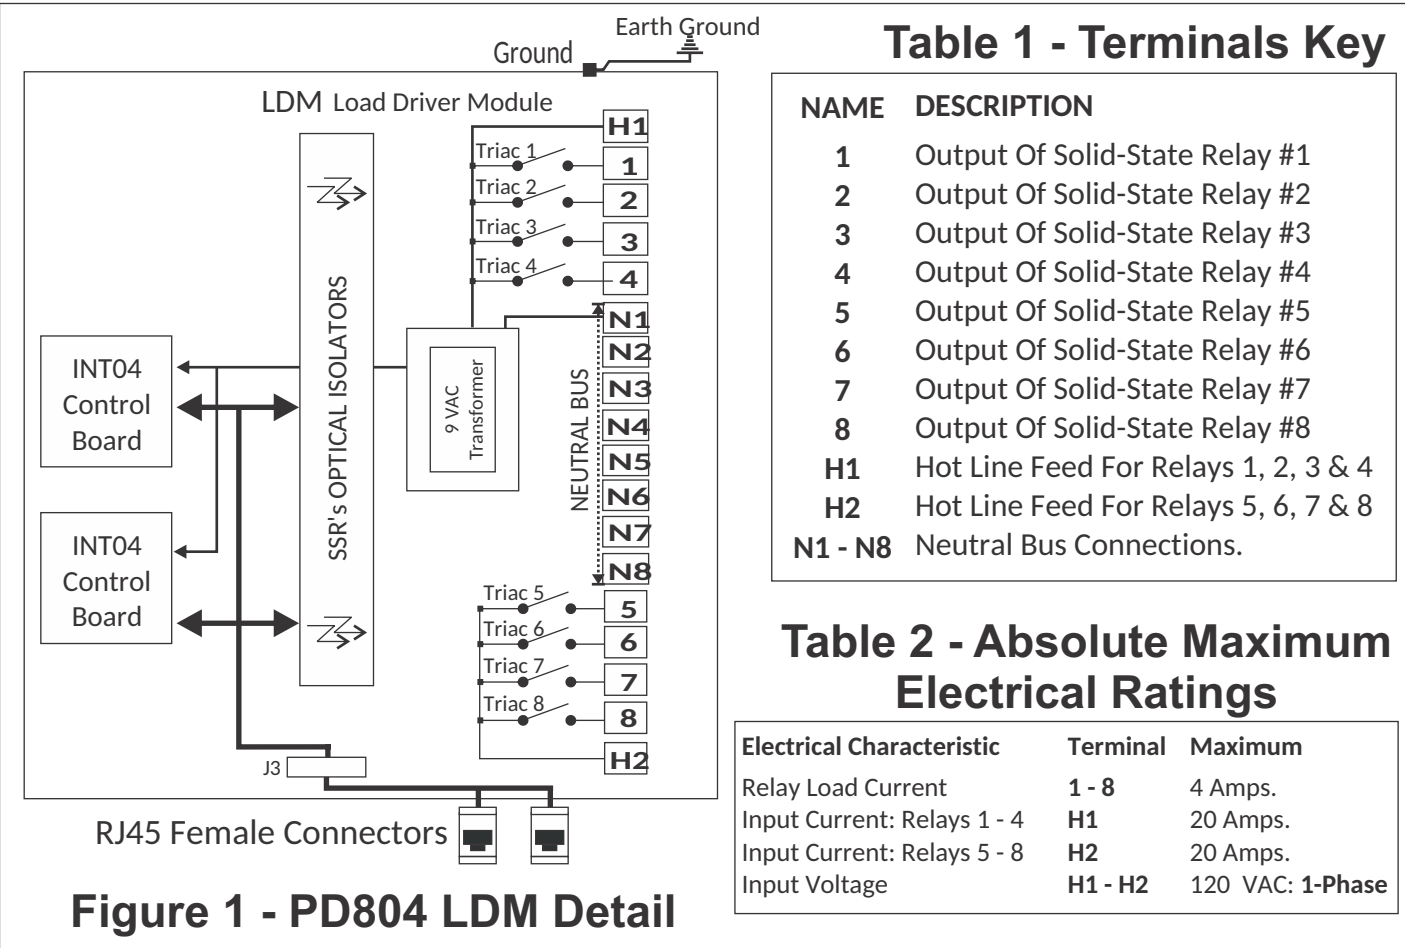 Earth Ground
Ground
LDM Load Driver Module
H1
Triac 1
1
Triac 2
2
Triac 3
3
Triac 4
4
N1
N2
N3
N4
N5
N6
N7
N8
NEUTRAL BUS
9 VAC
Transformer
SSR's OPTICAL ISOLATORS
INT04
Control
Board
INT04
Control
Board
Triac 5
5
Triac 6
6
Triac 7
7
Triac 8
8
H2
J3
RJ45 Female Connectors
Figure 1 - PD804 LDM Detail
Table 1 - Terminals Key
NAME DESCRIPTION
1 Output Of Solid-State Relay #1
2 Output Of Solid-State Relay #2
3 Output Of Solid-State Relay #3
4 Output Of Solid-State Relay #4
5 Output Of Solid-State Relay #5
6 Output Of Solid-State Relay #6
7 Output Of Solid-State Relay #7
8 Output Of Solid-State Relay #8
H1 Hot Line Feed For Relays 1, 2, 3 & 4
H2 Hot Line Feed For Relays 5, 6, 7 & 8
N1 - N8 Neutral Bus Connections.
Table 2 - Absolute Maximum
Electrical Ratings
Electrical Characteristic Terminal Maximum
Relay Load Current 1 - 8 4 Amps.
Input Current: Relays 1 - 4 H1 20 Amps.
Input Current: Relays 5 - 8 H2 20 Amps.
Input Voltage H1 - H2 120 VAC: 1-Phase